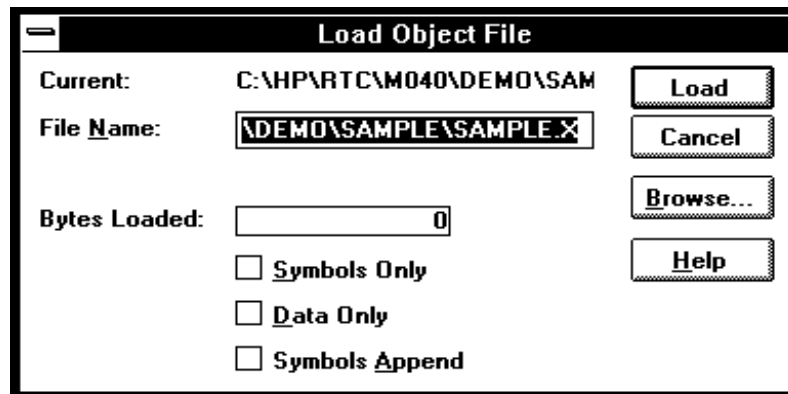 Load Object File
Current: C:\HP\RTC\M040\DEMO\SAM
Load
File Name: \DEMO\SAMPLE\SAMPLE.X
Cancel
Browse...
Bytes Loaded: 0
Help
Symbols Only
Data Only
Symbols Append